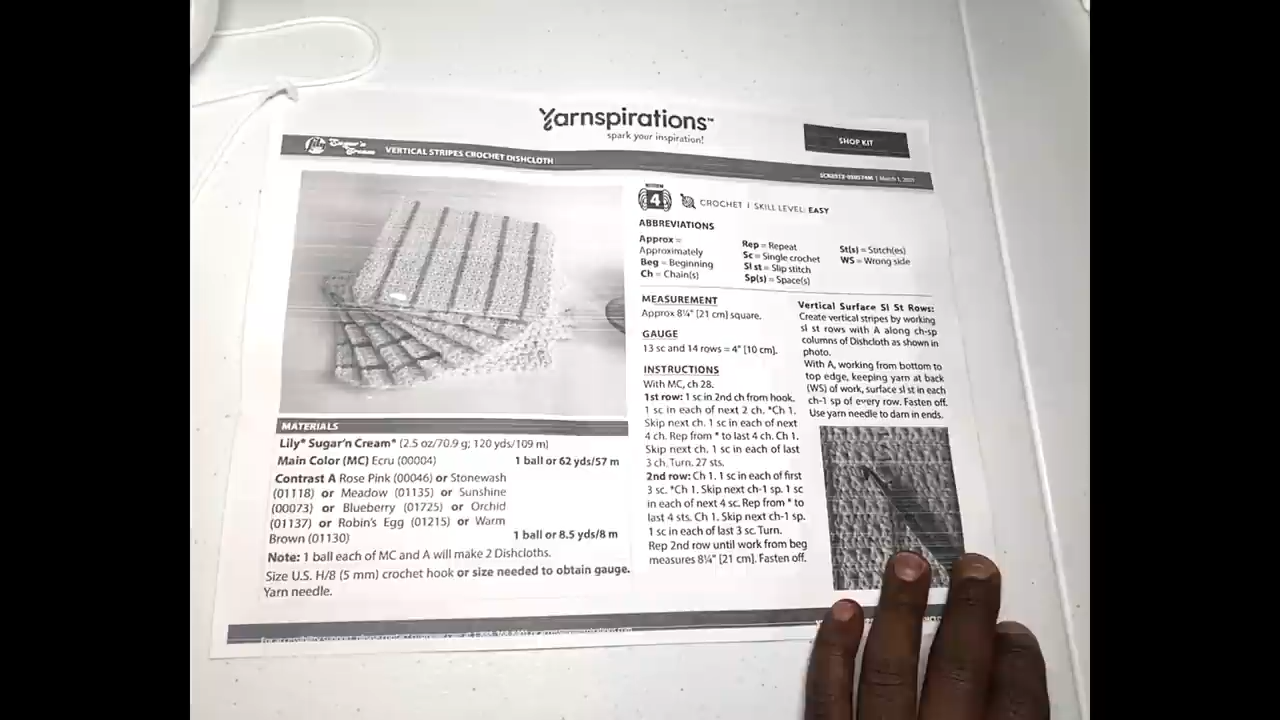 Yarnspirations™
spark your inspiration!
SHOP KIT
Sugar'n Cream
VERTICAL STRIPES CROCHET DISHCLOTH
March 1, 2021
4
CROCHET | SKILL LEVEL: EASY
ABBREVIATIONS
Approx =
Approximately
Beg = Beginning
Ch = Chain(s)
Rep = Repeat
Sc = Single crochet
Sl st = Slip stitch
Sp(s) = Space(s)
St(s) = Stitch(es)
WS = Wrong side
MEASUREMENT
Approx 8¼" [21 cm] square.
GAUGE
13 sc and 14 rows = 4" [10 cm].
INSTRUCTIONS
With MC, ch 28.
1st row: 1 sc in 2nd ch from hook.
1 sc in each of next 2 ch. *Ch 1.
Skip next ch. 1 sc in each of next
4 ch. Rep from * to last 4 ch. Ch 1.
Skip next ch. 1 sc in each of last
3 ch. Turn. 27 sts.
2nd row: Ch 1. 1 sc in each of first
3 sc. *Ch 1. Skip next ch-1 sp. 1 sc
in each of next 4 sc. Rep from * to
last 4 sts. Ch 1. Skip next ch-1 sp.
1 sc in each of last 3 sc. Turn.
Rep 2nd row until work from beg
measures 8¼" [21 cm]. Fasten off.
Vertical Surface Sl St Rows:
Create vertical stripes by working
sl st rows with A along ch-sp
columns of Dishcloth as shown in
photo.
With A, working from bottom to
top edge, keeping yarn at back
(WS) of work, surface sl st in each
ch-1 sp of every row. Fasten off.
Use yarn needle to darn in ends.
MATERIALS
Lily® Sugar'n Cream® (2.5 oz/70.9 g; 120 yds/109 m)
Main Color (MC) Ecru (00004) 1 ball or 62 yds/57 m
Contrast A Rose Pink (00046) or Stonewash
(01118) or Meadow (01135) or Sunshine
(00073) or Blueberry (01725) or Orchid
(01137) or Robin's Egg (01215) or Warm
Brown (01130) 1 ball or 8.5 yds/8 m
Note: 1 ball each of MC and A will make 2 Dishcloths.
Size U.S. H/8 (5 mm) crochet hook or size needed to obtain gauge.
Yarn needle.